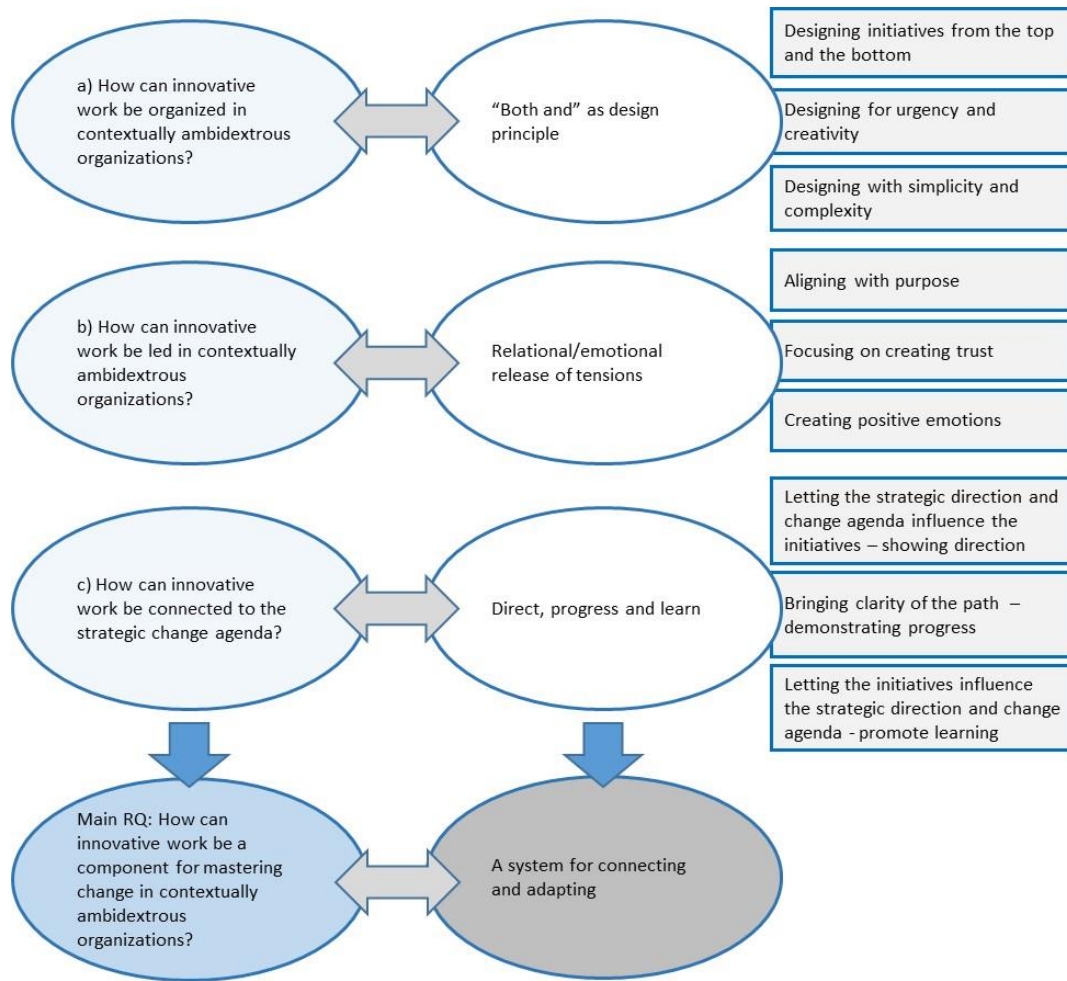 a) How can innovative
work be organized in
contextually ambidextrous
organizations?
“Both and” as design
principle
Designing initiatives from the top
and the bottom
Designing for urgency and
creativity
Designing with simplicity and
complexity
b) How can innovative
work be led in contextually
ambidextrous
organizations?
Relational/emotional
release of tensions
Aligning with purpose
Focusing on creating trust
Creating positive emotions
c) How can innovative
work be connected to the
strategic change agenda?
Direct, progress and learn
Letting the strategic direction and
change agenda influence the
initiatives – showing direction
Bringing clarity of the path –
demonstrating progress
Letting the initiatives influence
the strategic direction and change
agenda - promote learning
Main RQ: How can
innovative work be a
component for mastering
change in contextually
ambidextrous
organizations?
A system for connecting
and adapting